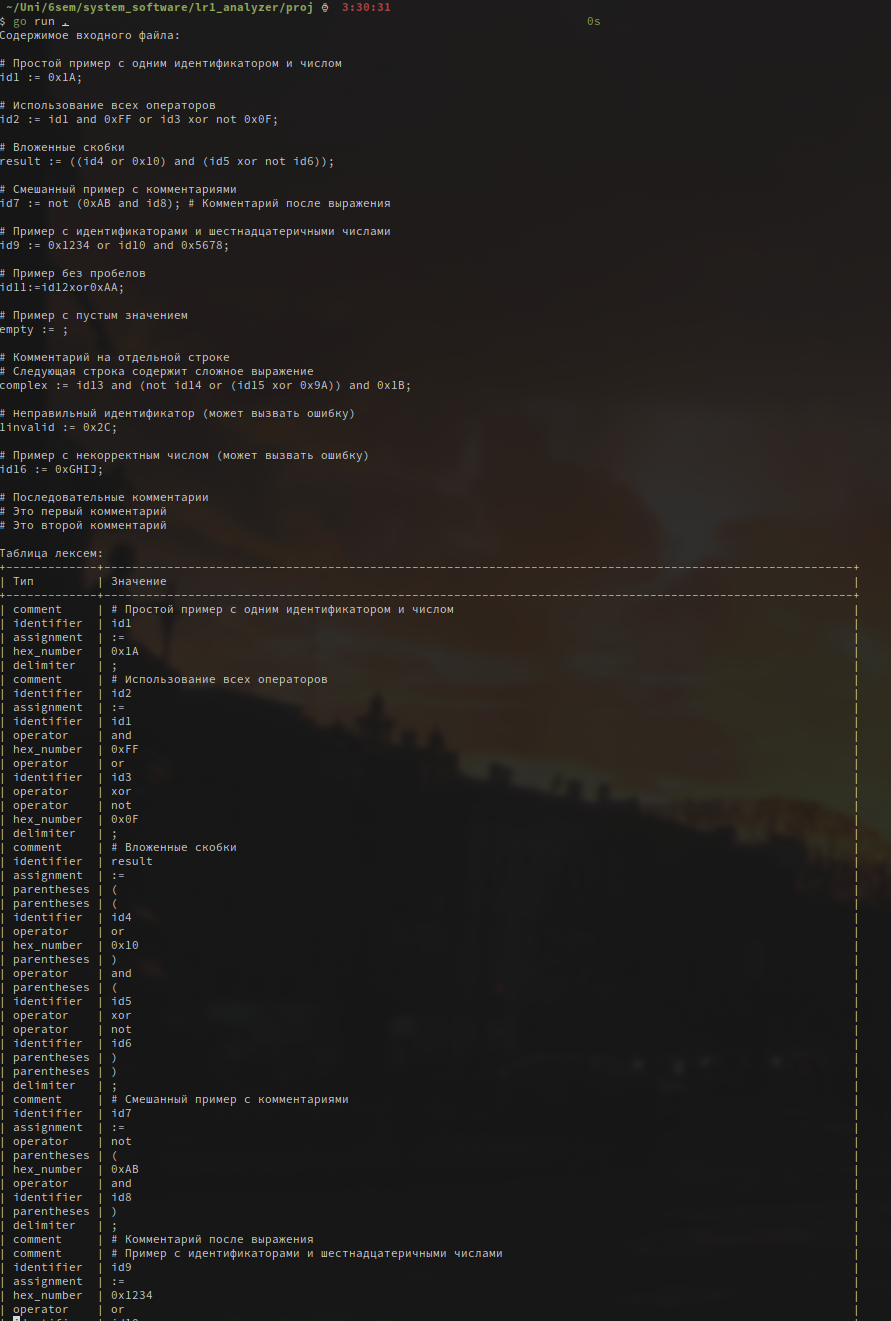 ~/Uni/6sem/system_software/lr1_analyzer/proj 3:30:31
$ go run . 0s
Содержимое входного файла:
# Простой пример с одним идентификатором и числом
id1 := 0x1A;
# Использование всех операторов
id2 := id1 and 0xFF or id3 xor not 0x0F;
# Вложенные скобки
result := ((id4 or 0x10) and (id5 xor not id6));
# Смешанный пример с комментариями
id7 := not (0xAB and id8); # Комментарий после выражения
# Пример с идентификаторами и шестнадцатеричными числами
id9 := 0x1234 or id10 and 0x5678;
# Пример без пробелов
id11:=id12xor0xAA;
# Пример с пустым значением
empty := ;
# Комментарий на отдельной строке
# Следующая строка содержит сложное выражение
complex := id13 and (not id14 or (id15 xor 0x9A)) and 0x1B;
# Неправильный идентификатор (может вызвать ошибку)
1invalid := 0x2C;
# Пример с некорректным числом (может вызвать ошибку)
id16 := 0xGHIJ;
# Последовательные комментарии
# Это первый комментарий
# Это второй комментарий
Таблица лексем:
| Тип | Значение |
| comment | # Простой пример с одним идентификатором и числом |
| identifier | id1 |
| assignment | := |
| hex_number | 0x1A |
| delimiter | ; |
| comment | # Использование всех операторов |
| identifier | id2 |
| assignment | := |
| identifier | id1 |
| operator | and |
| hex_number | 0xFF |
| operator | or |
| identifier | id3 |
| operator | xor |
| operator | not |
| hex_number | 0x0F |
| delimiter | ; |
| comment | # Вложенные скобки |
| identifier | result |
| assignment | := |
| parentheses | ( |
| parentheses | ( |
| identifier | id4 |
| operator | or |
| hex_number | 0x10 |
| parentheses | ) |
| operator | and |
| parentheses | ( |
| identifier | id5 |
| operator | xor |
| operator | not |
| identifier | id6 |
| parentheses | ) |
| parentheses | ) |
| delimiter | ; |
| comment | # Смешанный пример с комментариями |
| identifier | id7 |
| assignment | := |
| operator | not |
| parentheses | ( |
| hex_number | 0xAB |
| operator | and |
| identifier | id8 |
| parentheses | ) |
| delimiter | ; |
| comment | # Комментарий после выражения |
| comment | # Пример с идентификаторами и шестнадцатеричными числами |
| identifier | id9 |
| assignment | := |
| hex_number | 0x1234 |
| operator | or |